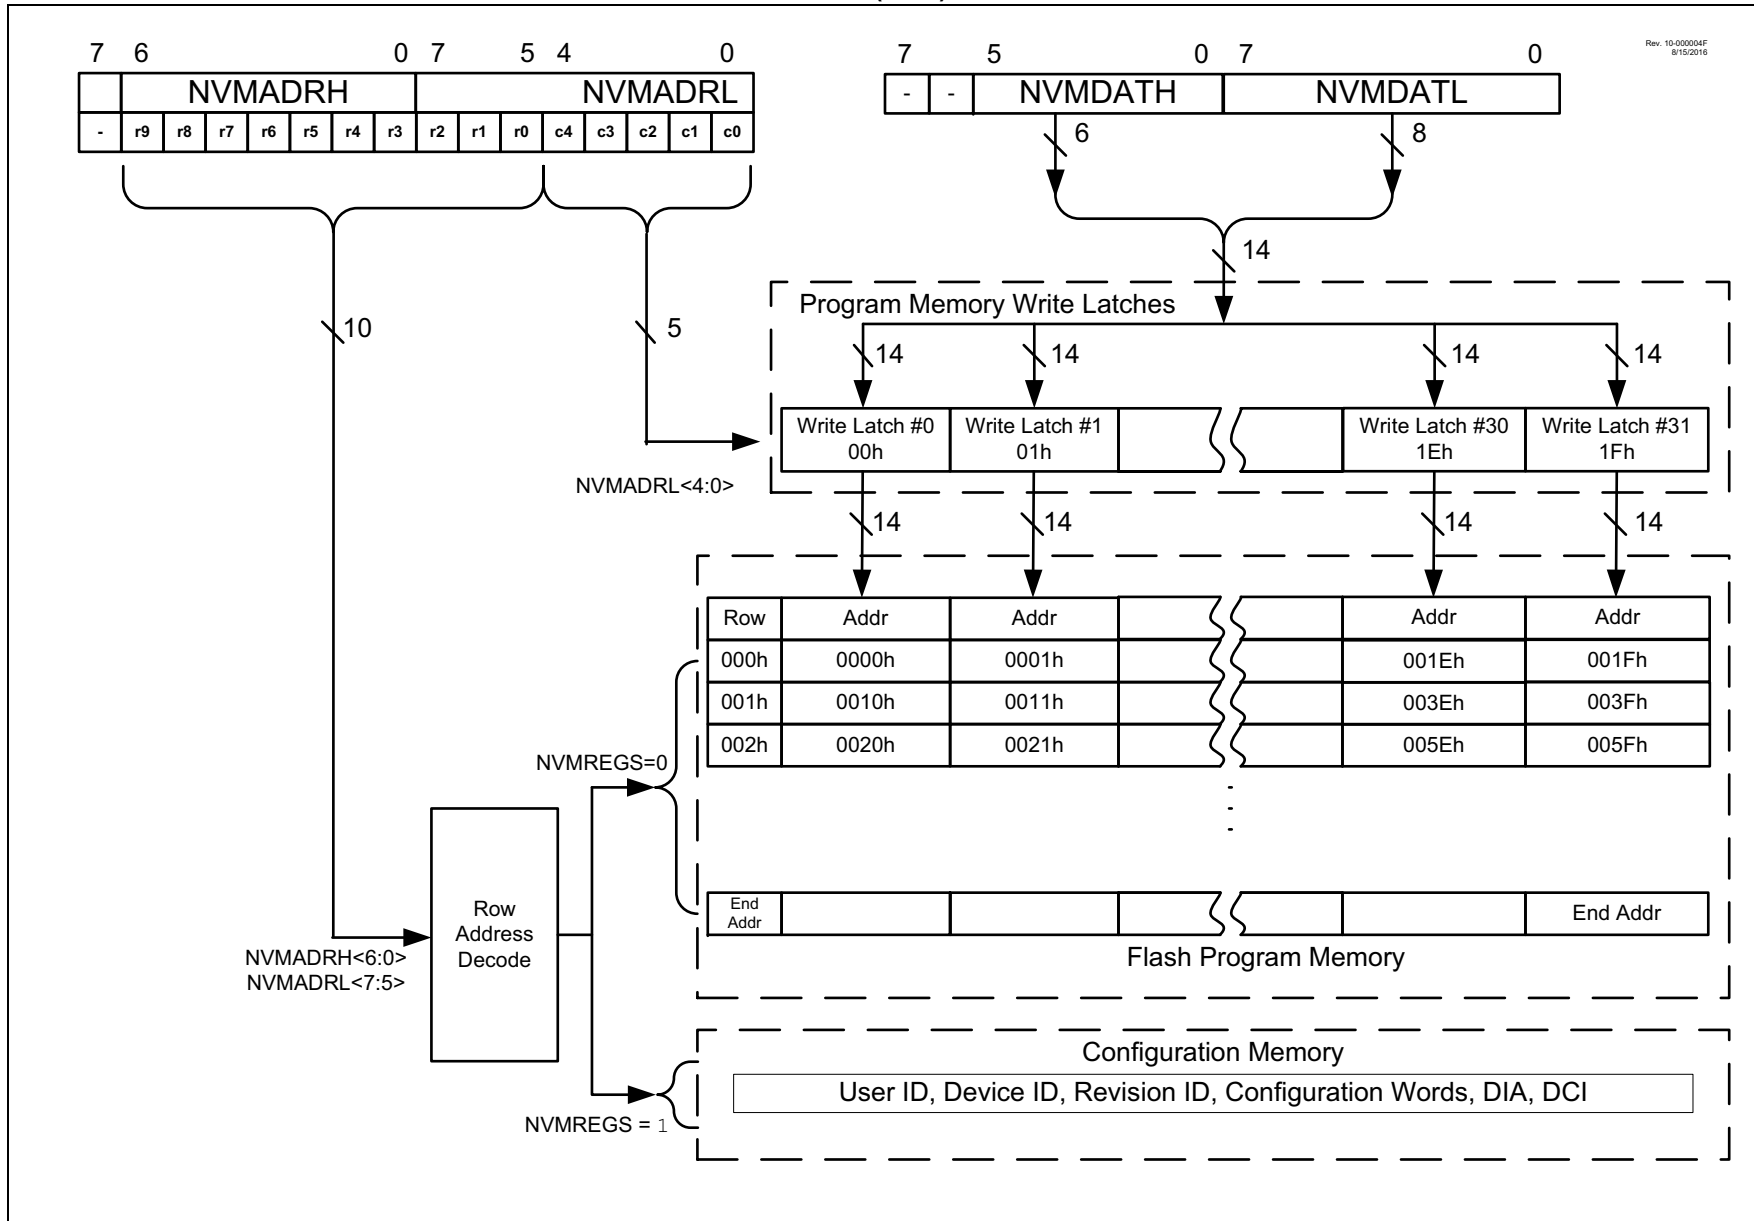 7 6 0 7 5 4 0
NVMADRH NVMADRL
- r9 r8 r7 r6 r5 r4 r3 r2 r1 r0 c4 c3 c2 c1 c0
7 5 0 7 0
- - NVMDATH NVMDATL
Rev. 10-000004F
8/15/2016
6 8
14
10
5
Program Memory Write Latches
14 14 14 14
Write Latch #0
00h
Write Latch #1
01h
Write Latch #30
1Eh
Write Latch #31
1Fh
NVMADRL<4:0>
14 14 14 14
Row Addr Addr Addr Addr
000h 0000h 0001h 001Eh 001Fh
001h 0010h 0011h 003Eh 003Fh
002h 0020h 0021h 005Eh 005Fh
NVMREGS=0
End
Addr
End Addr
Flash Program Memory
Row
Address
Decode
NVMADRH<6:0>
NVMADRL<7:5>
Configuration Memory
User ID, Device ID, Revision ID, Configuration Words, DIA, DCI
NVMREGS = 1